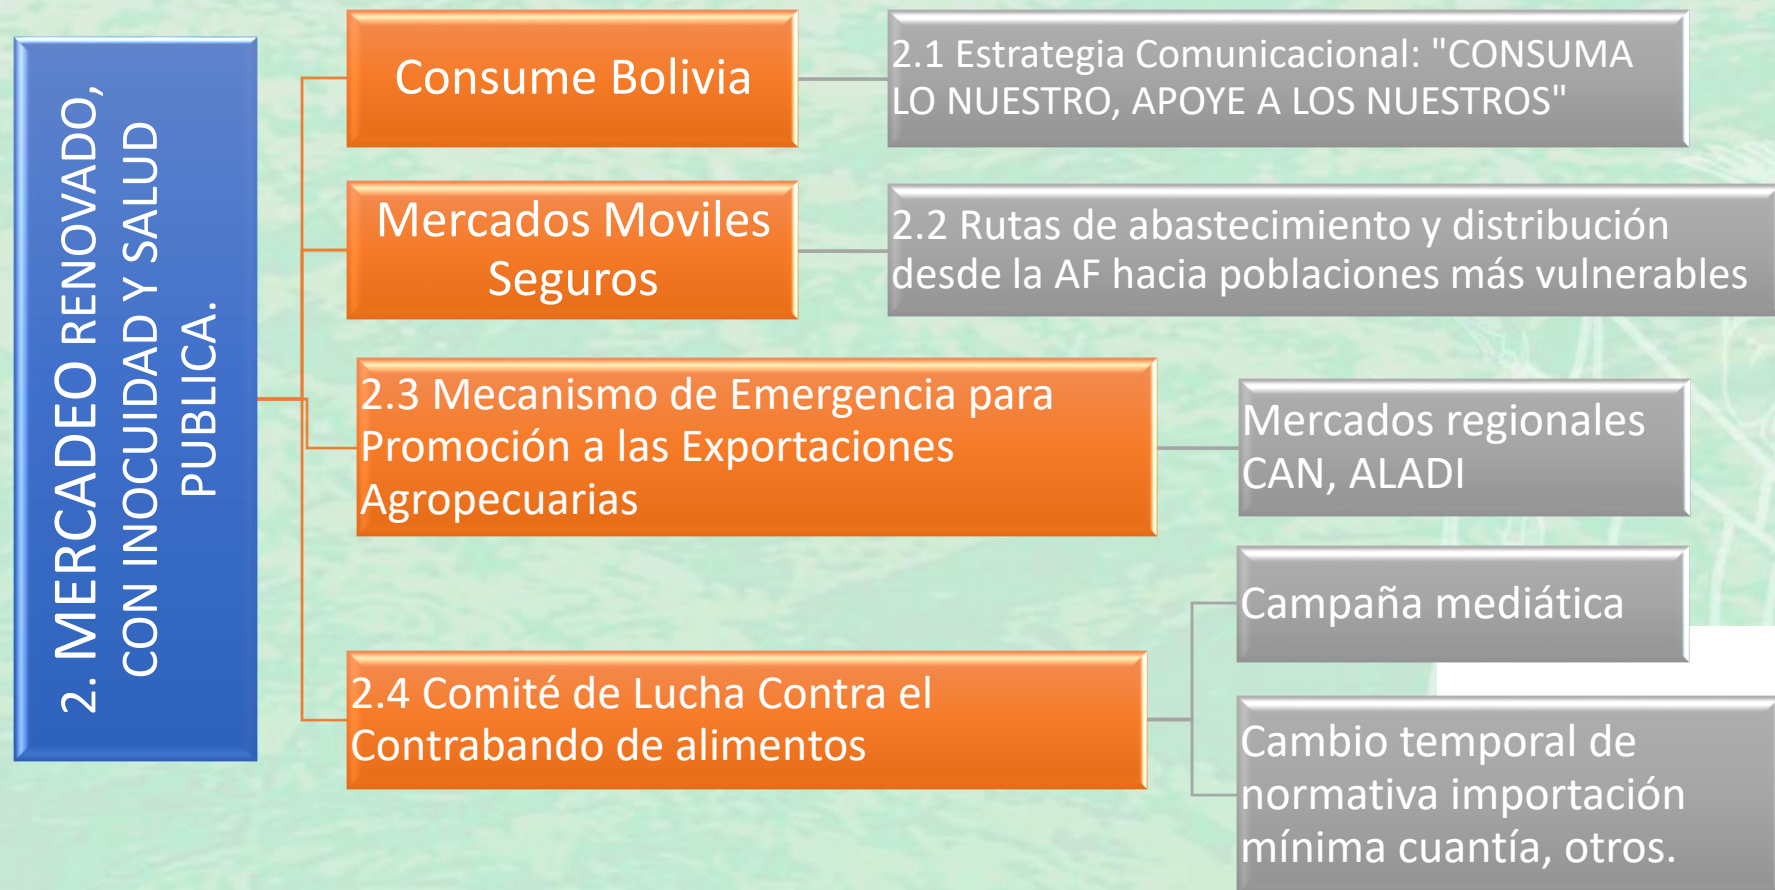 2. MERCADEO RENOVADO,
CON INOCUIDAD Y SALUD
PUBLICA.
Consume Bolivia
2.1 Estrategia Comunicacional: "CONSUMA
LO NUESTRO, APOYE A LOS NUESTROS"
Mercados Moviles
Seguros
2.2 Rutas de abastecimiento y distribución
desde la AF hacia poblaciones más vulnerables
2.3 Mecanismo de Emergencia para
Promoción a las Exportaciones
Agropecuarias
Mercados regionales
CAN, ALADI
2.4 Comité de Lucha Contra el
Contrabando de alimentos
Campaña mediática
Cambio temporal de
normativa importación
mínima cuantía, otros.